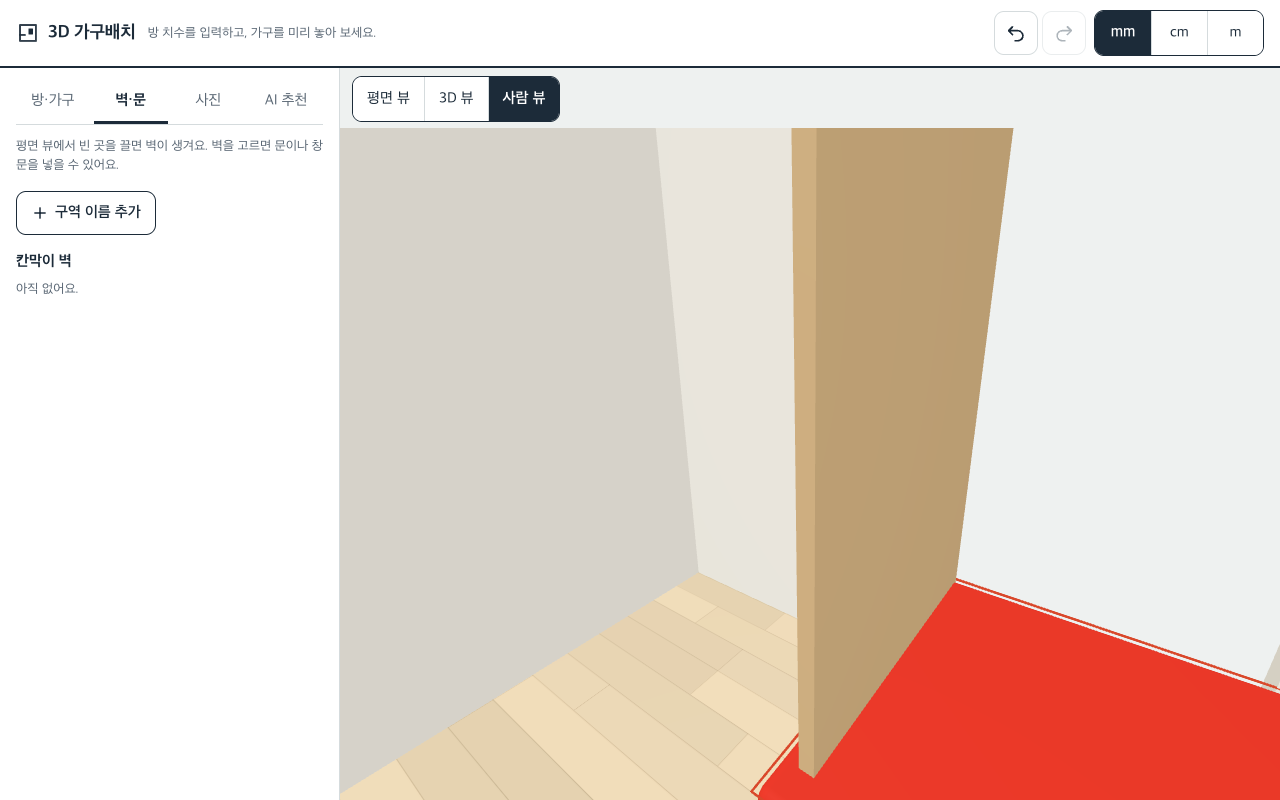 3D 가구배치 방 치수를 입력하고, 가구를 미리 놓아 보세요.
mm cm m
방·가구 벽·문 사진 AI 추천
평면 뷰 3D 뷰 사람 뷰
평면 뷰에서 빈 곳을 끌면 벽이 생겨요. 벽을 고르면 문이나 창
문을 넣을 수 있어요.
+ 구역 이름 추가
칸막이 벽
아직 없어요.